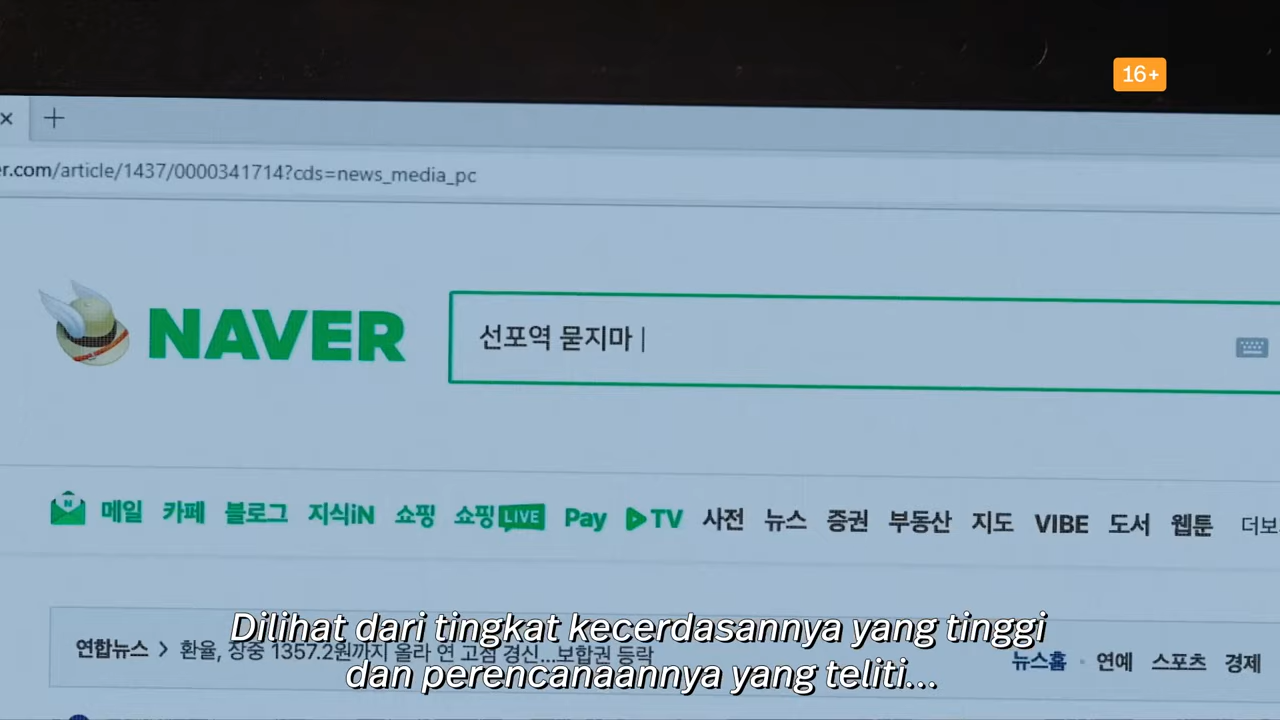 16+
er.com/article/1437/0000341714?cds=news_media_pc
NAVER
선포역 묻지마
메일 카페 블로그 지식iN 쇼핑 쇼핑 LIVE Pay TV 사전 뉴스 증권 부동산 지도 VIBE 도서 웹툰 더보
연합뉴스 > 환율, 장중 1357.2원까지 올라 연 고점 경신...보합권 등락
뉴스홈 · 연예 스포츠 경제
Dilihat dari tingkat kecerdasannya yang tinggi
dan perencanaannya yang teliti...